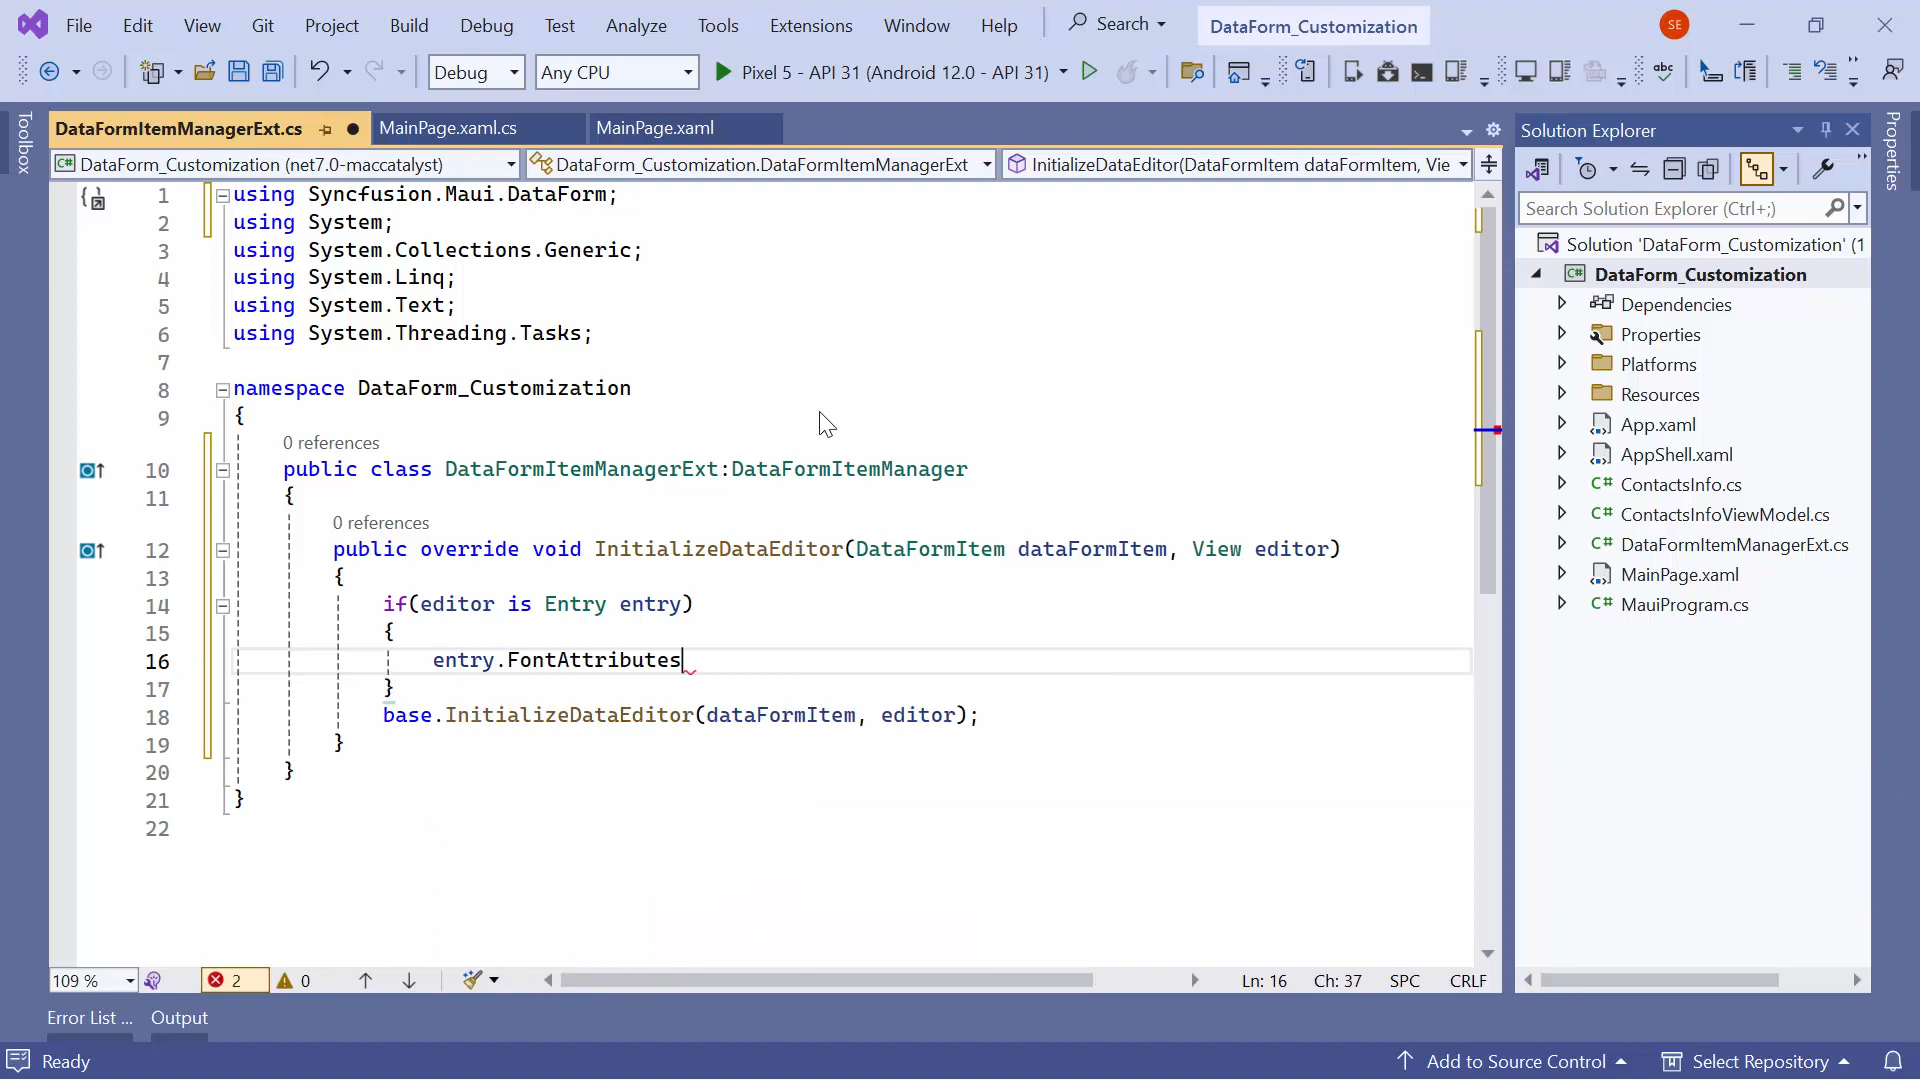 File Edit View Git Project Build Debug Test Analyze Tools Extensions Window Help Search DataForm_Customization SE
Debug Any CPU Pixel 5 - API 31 (Android 12.0 - API 31)
Toolbox
DataFormItemManagerExt.cs MainPage.xaml.cs MainPage.xaml
DataForm_Customization (net7.0-maccatalyst) DataForm_Customization.DataFormItemManagerExt InitializeDataEditor(DataFormItem dataFormItem, Vie
1 using Syncfusion.Maui.DataForm;
2 using System;
3 using System.Collections.Generic;
4 using System.Linq;
5 using System.Text;
6 using System.Threading.Tasks;
7
8 namespace DataForm_Customization
9 {
0 references
10 public class DataFormItemManagerExt:DataFormItemManager
11 {
0 references
12 public override void InitializeDataEditor(DataFormItem dataFormItem, View editor)
13 {
14 if(editor is Entry entry)
15 {
16 entry.FontAttributes
17 }
18 base.InitializeDataEditor(dataFormItem, editor);
19 }
20 }
21 }
22
109 % 2 0 Ln: 16 Ch: 37 SPC CRLF
Solution Explorer
Search Solution Explorer (Ctrl+;)
Solution 'DataForm_Customization' (1
DataForm_Customization
Dependencies
Properties
Platforms
Resources
App.xaml
AppShell.xaml
ContactsInfo.cs
ContactsInfoViewModel.cs
DataFormItemManagerExt.cs
MainPage.xaml
MauiProgram.cs
Properties
Error List ... Output
Ready Add to Source Control Select Repository